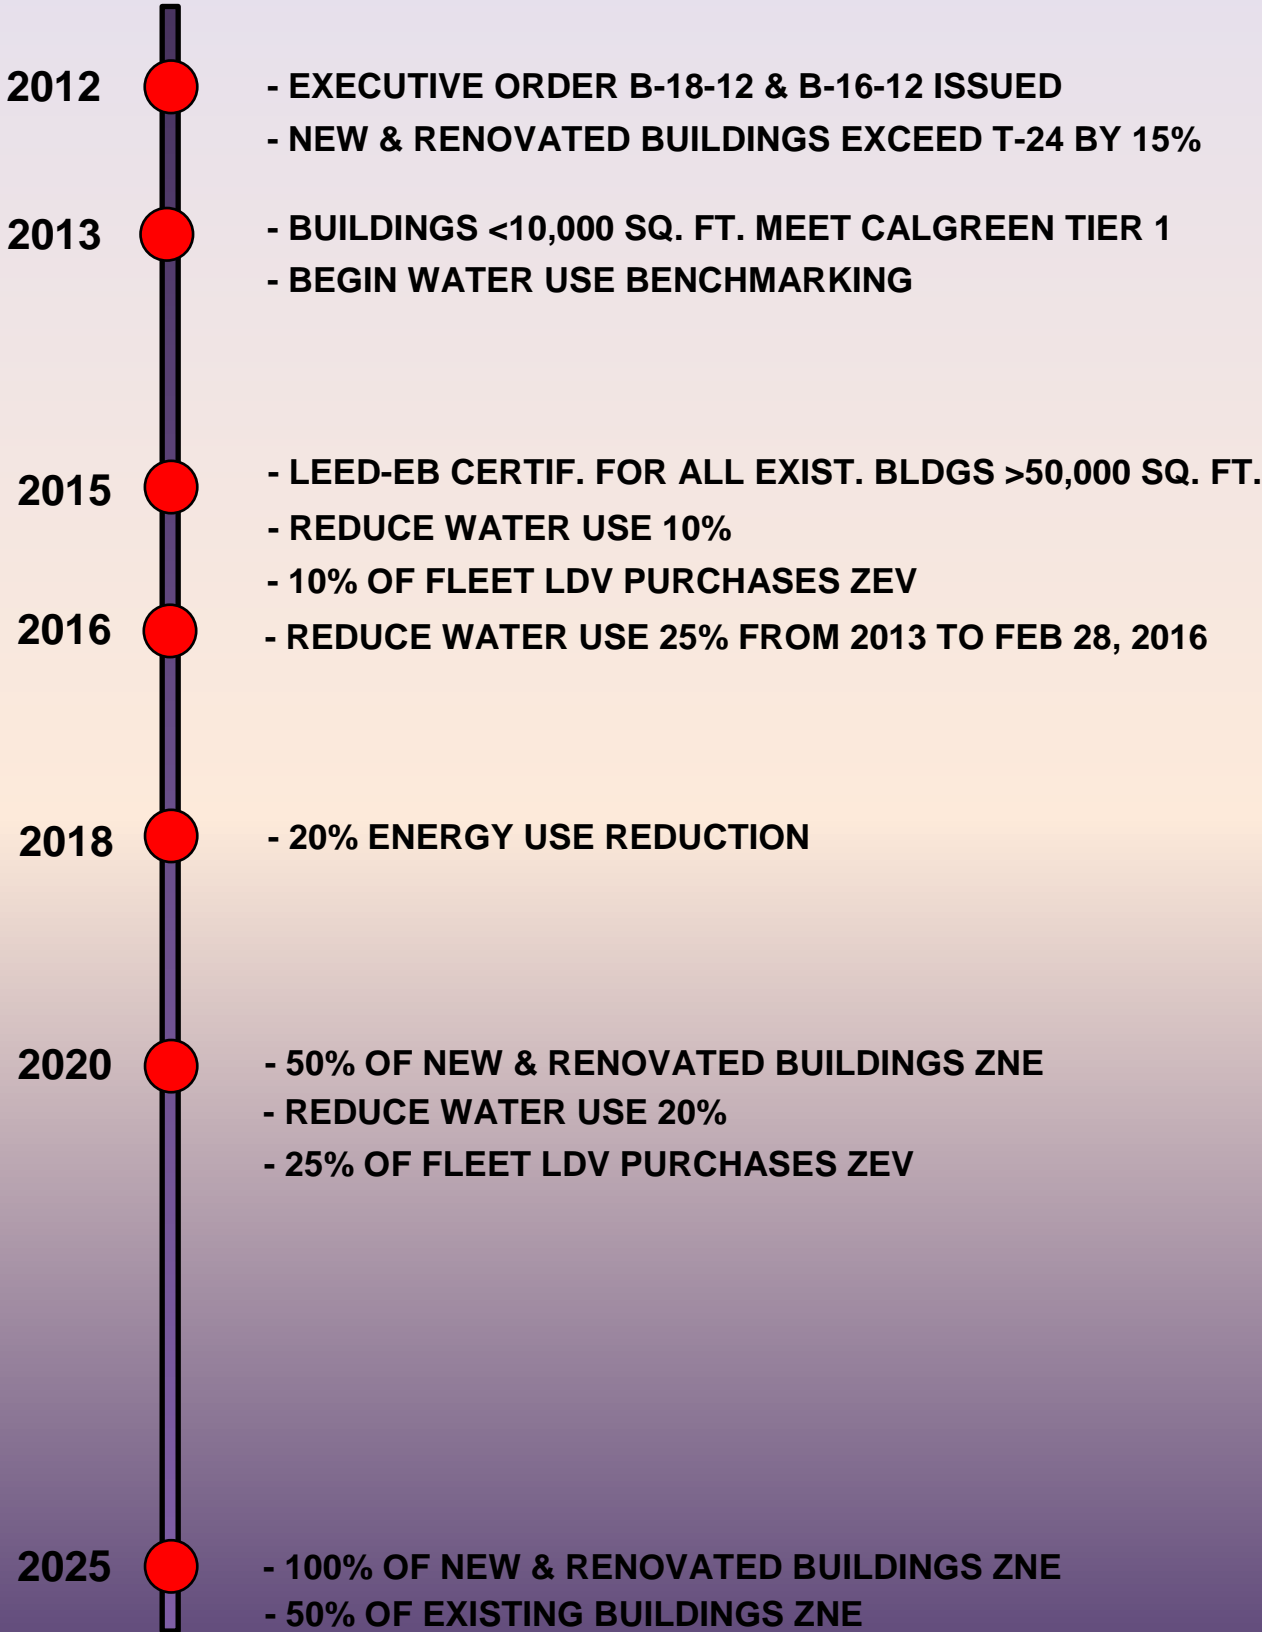 2012
- EXECUTIVE ORDER B-18-12 & B-16-12 ISSUED
- NEW & RENOVATED BUILDINGS EXCEED T-24 BY 15%
2013
- BUILDINGS <10,000 SQ. FT. MEET CALGREEN TIER 1
- BEGIN WATER USE BENCHMARKING
2015
- LEED-EB CERTIF. FOR ALL EXIST. BLDGS >50,000 SQ. FT.
- REDUCE WATER USE 10%
- 10% OF FLEET LDV PURCHASES ZEV
2016
- REDUCE WATER USE 25% FROM 2013 TO FEB 28, 2016
2018
- 20% ENERGY USE REDUCTION
2020
- 50% OF NEW & RENOVATED BUILDINGS ZNE
- REDUCE WATER USE 20%
- 25% OF FLEET LDV PURCHASES ZEV
2025
- 100% OF NEW & RENOVATED BUILDINGS ZNE
- 50% OF EXISTING BUILDINGS ZNE